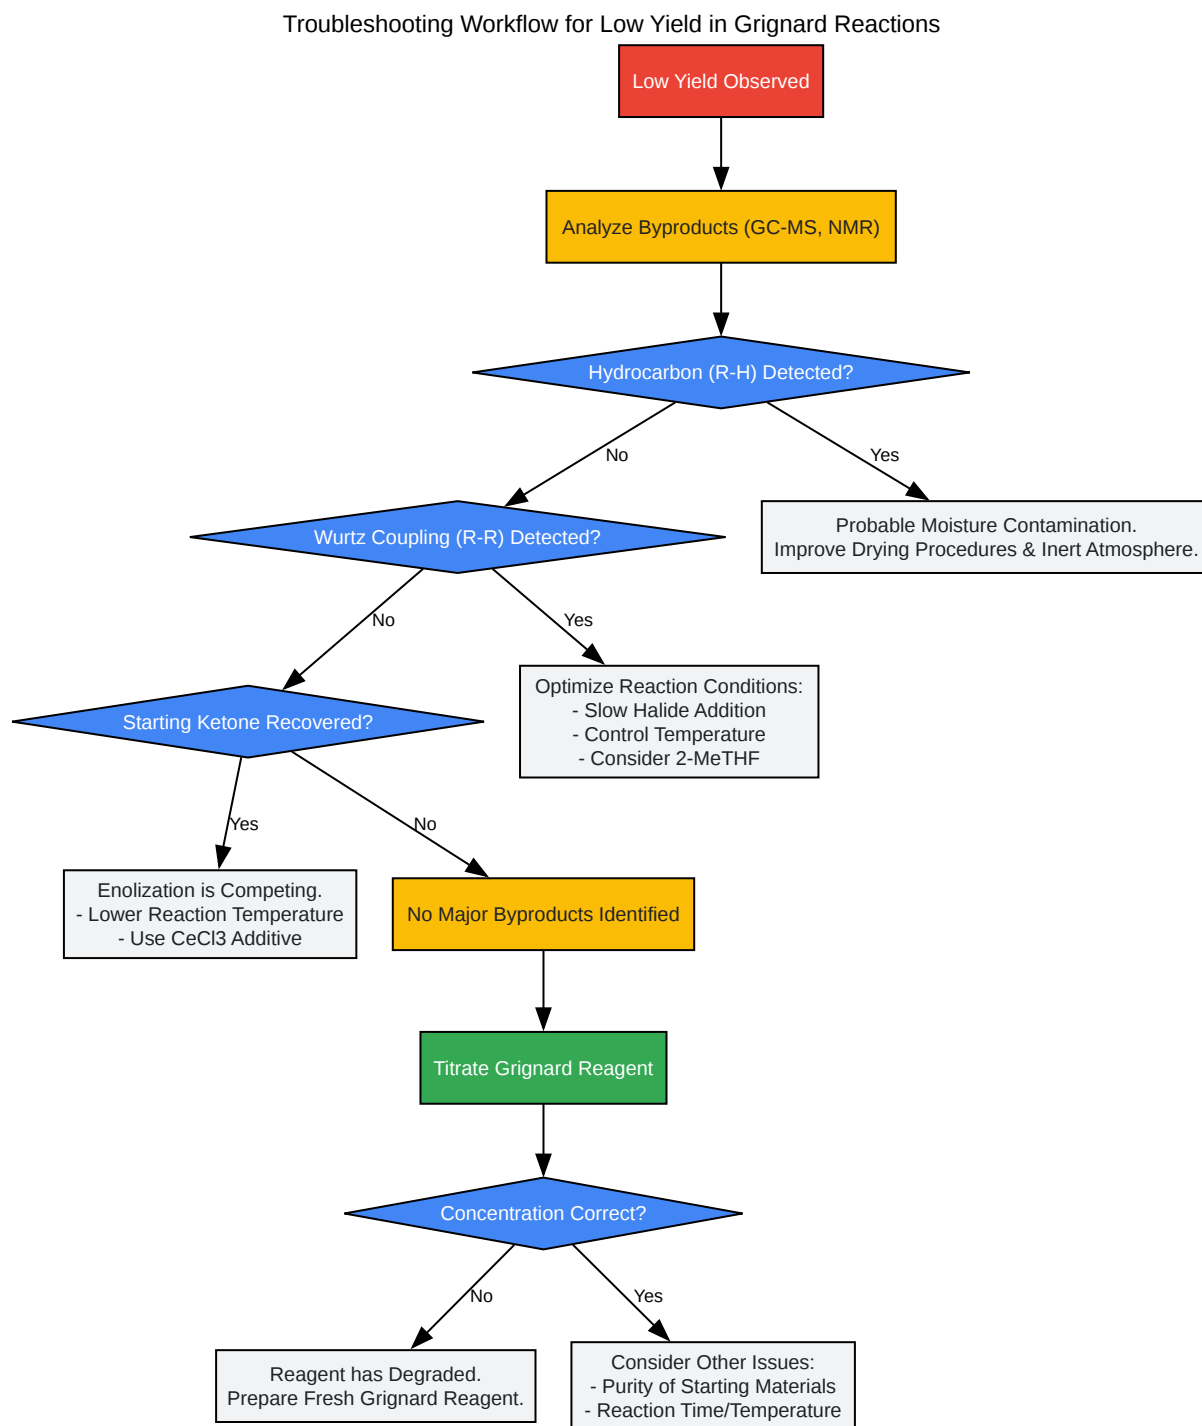 Troubleshooting Workflow for Low Yield in Grignard Reactions
Low Yield Observed
Analyze Byproducts (GC-MS, NMR)
Hydrocarbon (R-H) Detected?
No
Yes
Wurtz Coupling (R-R) Detected?
Probable Moisture Contamination.
Improve Drying Procedures & Inert Atmosphere.
No
Yes
Starting Ketone Recovered?
Optimize Reaction Conditions:
- Slow Halide Addition
- Control Temperature
- Consider 2-MeTHF
Yes
No
Enolization is Competing.
- Lower Reaction Temperature
- Use CeCl3 Additive
No Major Byproducts Identified
Titrate Grignard Reagent
Concentration Correct?
No
Yes
Reagent has Degraded.
Prepare Fresh Grignard Reagent.
Consider Other Issues:
- Purity of Starting Materials
- Reaction Time/Temperature